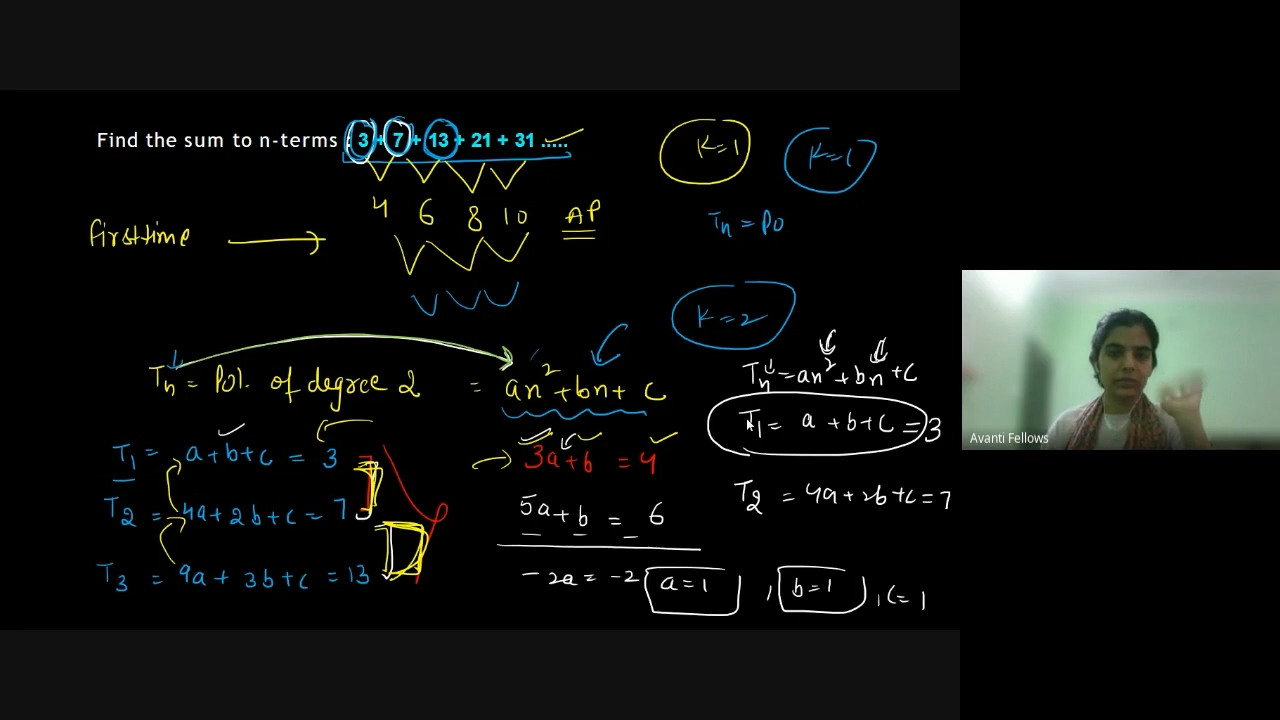 Find the sum to n-terms : 3 + 7 + 13 + 21 + 31 .....
K=1
K=1
4 6 8 10 AP
Tn = Po
firsttime
K=2
Tn = Pol. of degree 2 = an²+bn+c
Tn = an²+bn+c
T1 = a+b+c = 3
T1 = a+b+c = 3
3a+b = 4
T2 = 4a+2b+c = 7
T2 = 4a+2b+c = 7
5a+b = 6
T3 = 9a+3b+c = 13
-2a = -2 a=1 , b=1 , c=1
Avanti Fellows